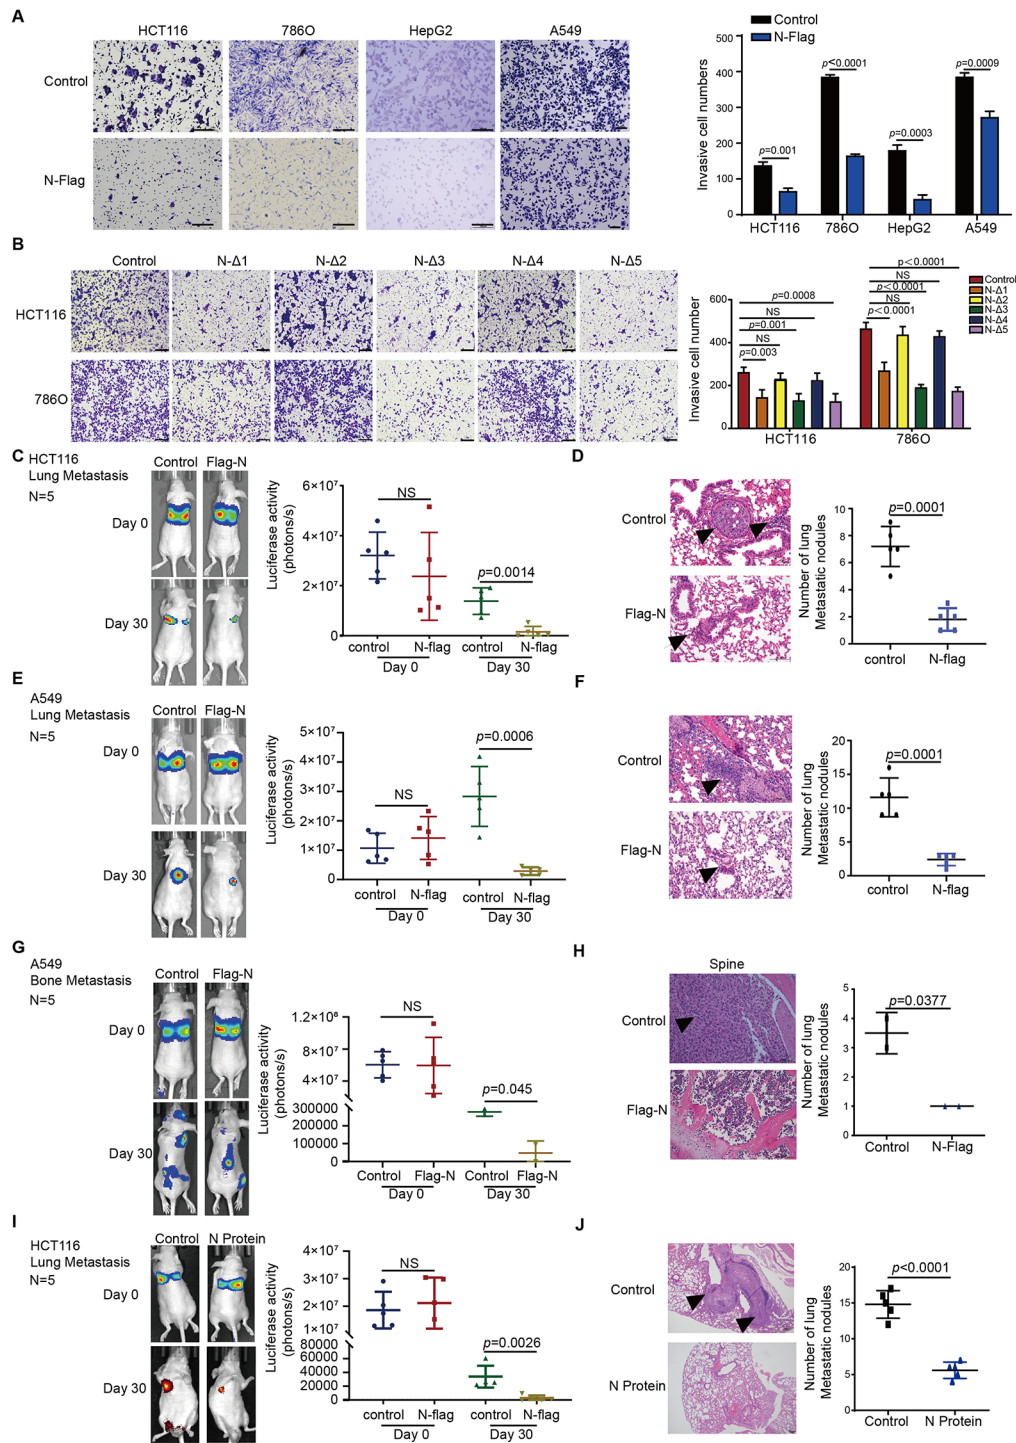 A
HCT116 786O HepG2 A549
Control
N-Flag
Control
N-Flag
Invasive cell numbers
400
300
200
100
0
p=0.001
p<0.0001
p=0.0003
p=0.0009
HCT116 786O HepG2 A549
B
Control N-Δ1 N-Δ2 N-Δ3 N-Δ4 N-Δ5
HCT116
786O
Invasive cell number
600
400
200
0
p=0.0008
NS
p=0.001
NS
p=0.003
p<0.0001
NS
p<0.0001
NS
p<0.0001
HCT116 786O
Control
N-Δ1
N-Δ2
N-Δ3
N-Δ4
N-Δ5
C
HCT116
Lung Metastasis
N=5
Control Flag-N
Day 0
Day 30
Luciferase activity
(photons/s)
6×10⁷
4×10⁷
2×10⁷
0
NS
p=0.0014
control N-flag control N-flag
Day 0 Day 30
D
Control
Flag-N
Number of lung
Metastatic nodules
10
8
6
4
2
0
p=0.0001
control N-flag
E
A549
Lung Metastasis
N=5
Control Flag-N
Day 0
Day 30
Luciferase activity
(photons/s)
5×10⁷
4×10⁷
3×10⁷
2×10⁷
1×10⁷
0
NS
p=0.0006
control N-flag control N-flag
Day 0 Day 30
F
Control
Flag-N
Number of lung
Metastatic nodules
20
15
10
5
0
p=0.0001
control N-flag
G
A549
Bone Metastasis
N=5
Control Flag-N
Day 0
Day 30
Luciferase activity
(photons/s)
1.2×10⁸
8×10⁷
4×10⁷
300000
200000
100000
0
NS
p=0.045
Control Flag-N Control Flag-N
Day 0 Day 30
H
Spine
Control
Flag-N
Number of lung
Metastatic nodules
5
4
3
2
1
0
p=0.0377
Control N-Flag
I
HCT116
Lung Metastasis
N=5
Control N Protein
Day 0
Day 30
Luciferase activity
(photons/s)
4×10⁷
3×10⁷
2×10⁷
1×10⁷
80000
60000
40000
20000
0
NS
p=0.0026
control N-flag control N-flag
Day 0 Day 30
J
Control
N Protein
Number of lung
Metastatic nodules
20
15
10
5
0
p<0.0001
Control N Protein